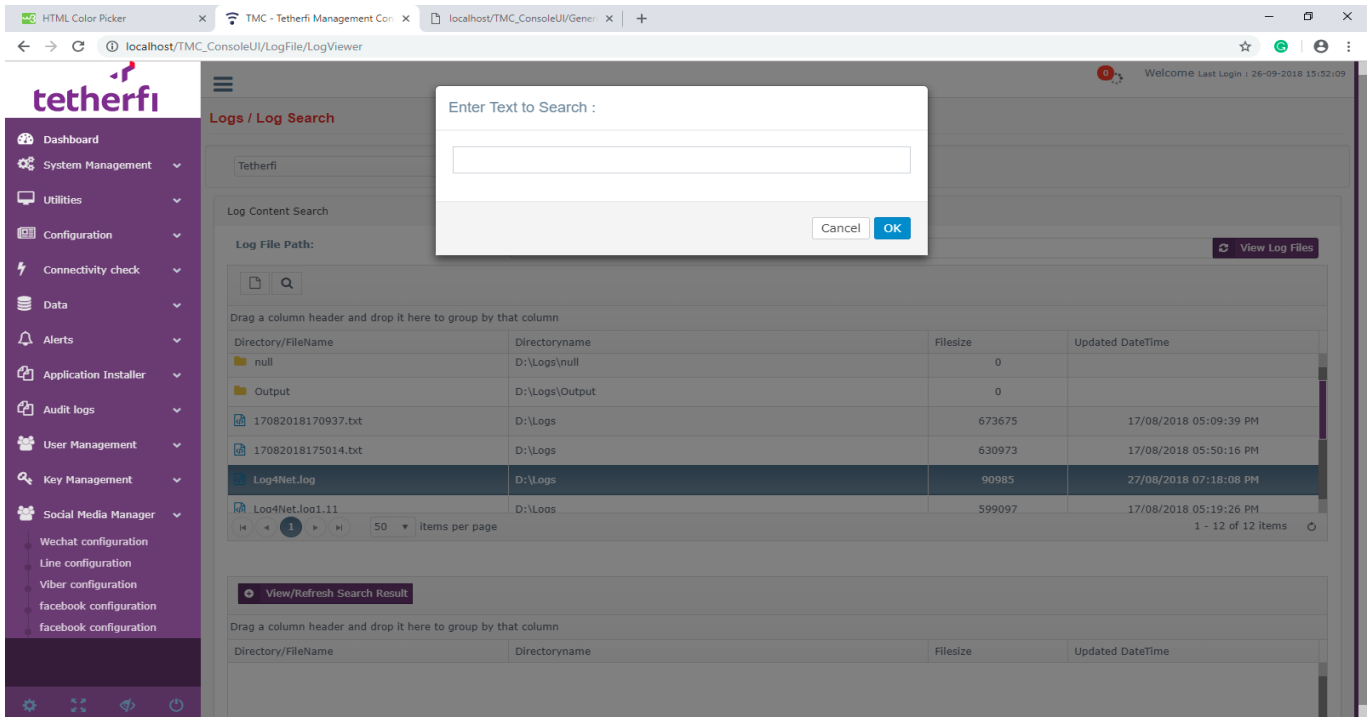 HTML Color Picker
TMC - Tetherfi Management Con
localhost/TMC_ConsoleUI/Gener
localhost/TMC_ConsoleUI/LogFile/LogViewer
tetherfi
0
Welcome Last Login : 26-09-2018 15:52:09
Logs / Log Search
Enter Text to Search :
Cancel
OK
Dashboard
System Management
Utilities
Configuration
Connectivity check
Data
Alerts
Application Installer
Audit logs
User Management
Key Management
Social Media Manager
Wechat configuration
Line configuration
Viber configuration
facebook configuration
facebook configuration
Tetherfi
Log Content Search
Log File Path:
View Log Files
Drag a column header and drop it here to group by that column
Directory/FileName Directoryname Filesize Updated DateTime
null D:\Logs\null 0
Output D:\Logs\Output 0
17082018170937.txt D:\Logs 673675 17/08/2018 05:09:39 PM
17082018175014.txt D:\Logs 630973 17/08/2018 05:50:16 PM
Log4Net.log D:\Logs 90985 27/08/2018 07:18:08 PM
Log4Net.log1.11 D:\Logs 599097 17/08/2018 05:19:26 PM
1 50 items per page 1 - 12 of 12 items
View/Refresh Search Result
Drag a column header and drop it here to group by that column
Directory/FileName Directoryname Filesize Updated DateTime